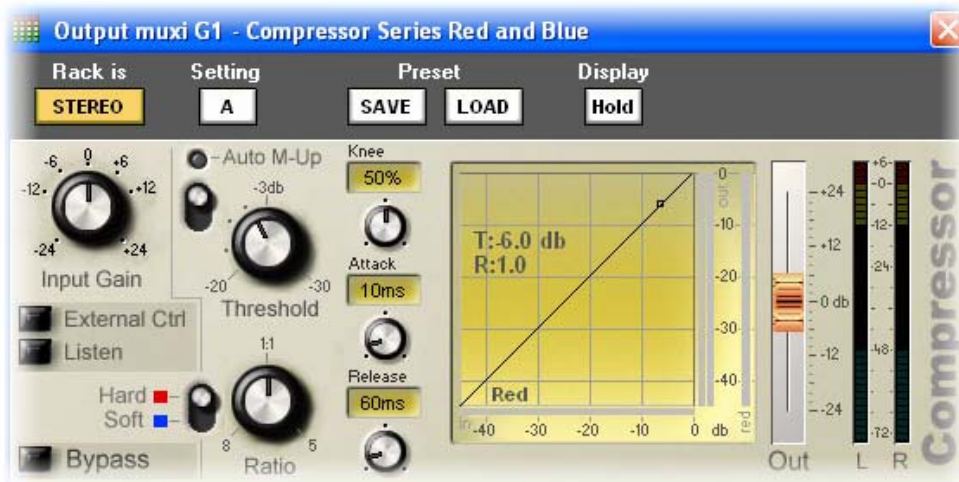 Output muxi G1 - Compressor Series Red and Blue
Rack is Setting Preset Display
STEREO A SAVE LOAD Hold
-6 0 +6
-12 +12
-24 +24
Input Gain
Auto M-Up
-3db
-20 -30
Threshold
External Ctrl
Listen
Hard
Soft
Bypass
1:1
8 5
Ratio
Knee
50%
Attack
10ms
Release
60ms
T:-6.0 db
R:1.0
Red
in -40 -30 -20 -10 0 db
out
0
-10
-20
-30
-40
red
+24
+12
0 db
-12
-24
Out
+6
-0
-12
-24
-48
-72
L R
Compressor